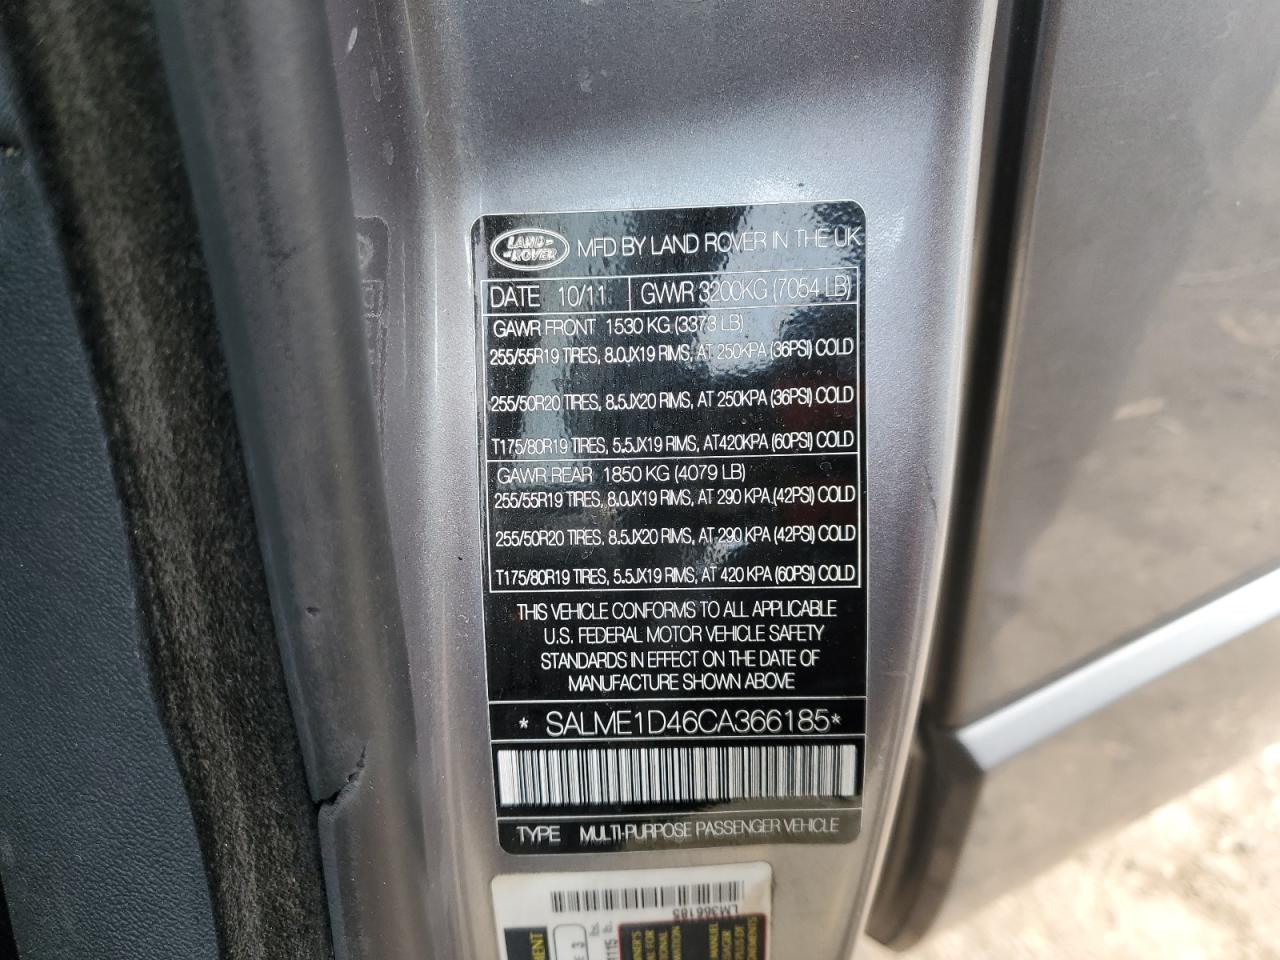 LAND-ROVER MFD BY LAND ROVER IN THE UK
DATE 10/11 GVWR 3200KG (7054 LB)
GAWR FRONT 1530 KG (3373 LB)
255/55R19 TIRES, 8.0JX19 RIMS, AT 250KPA (36PSI) COLD
255/50R20 TIRES, 8.5JX20 RIMS, AT 250KPA (36PSI) COLD
T175/80R19 TIRES, 5.5JX19 RIMS, AT420KPA (60PSI) COLD
GAWR REAR 1850 KG (4079 LB)
255/55R19 TIRES, 8.0JX19 RIMS, AT 290 KPA,(42PSI) COLD
255/50R20 TIRES, 8.5JX20 RIMS, AT 290 KPA (42PSI) COLD
T175/80R19 TIRES, 5.5JX19 RIMS, AT 420 KPA (60PSI) COLD
THIS VEHICLE CONFORMS TO ALL APPLICABLE
U.S. FEDERAL MOTOR VEHICLE SAFETY
STANDARDS IN EFFECT ON THE DATE OF
MANUFACTURE SHOWN ABOVE
* SALME1D46CA366185*
TYPE MULTI-PURPOSE PASSENGER VEHICLE
LM366185